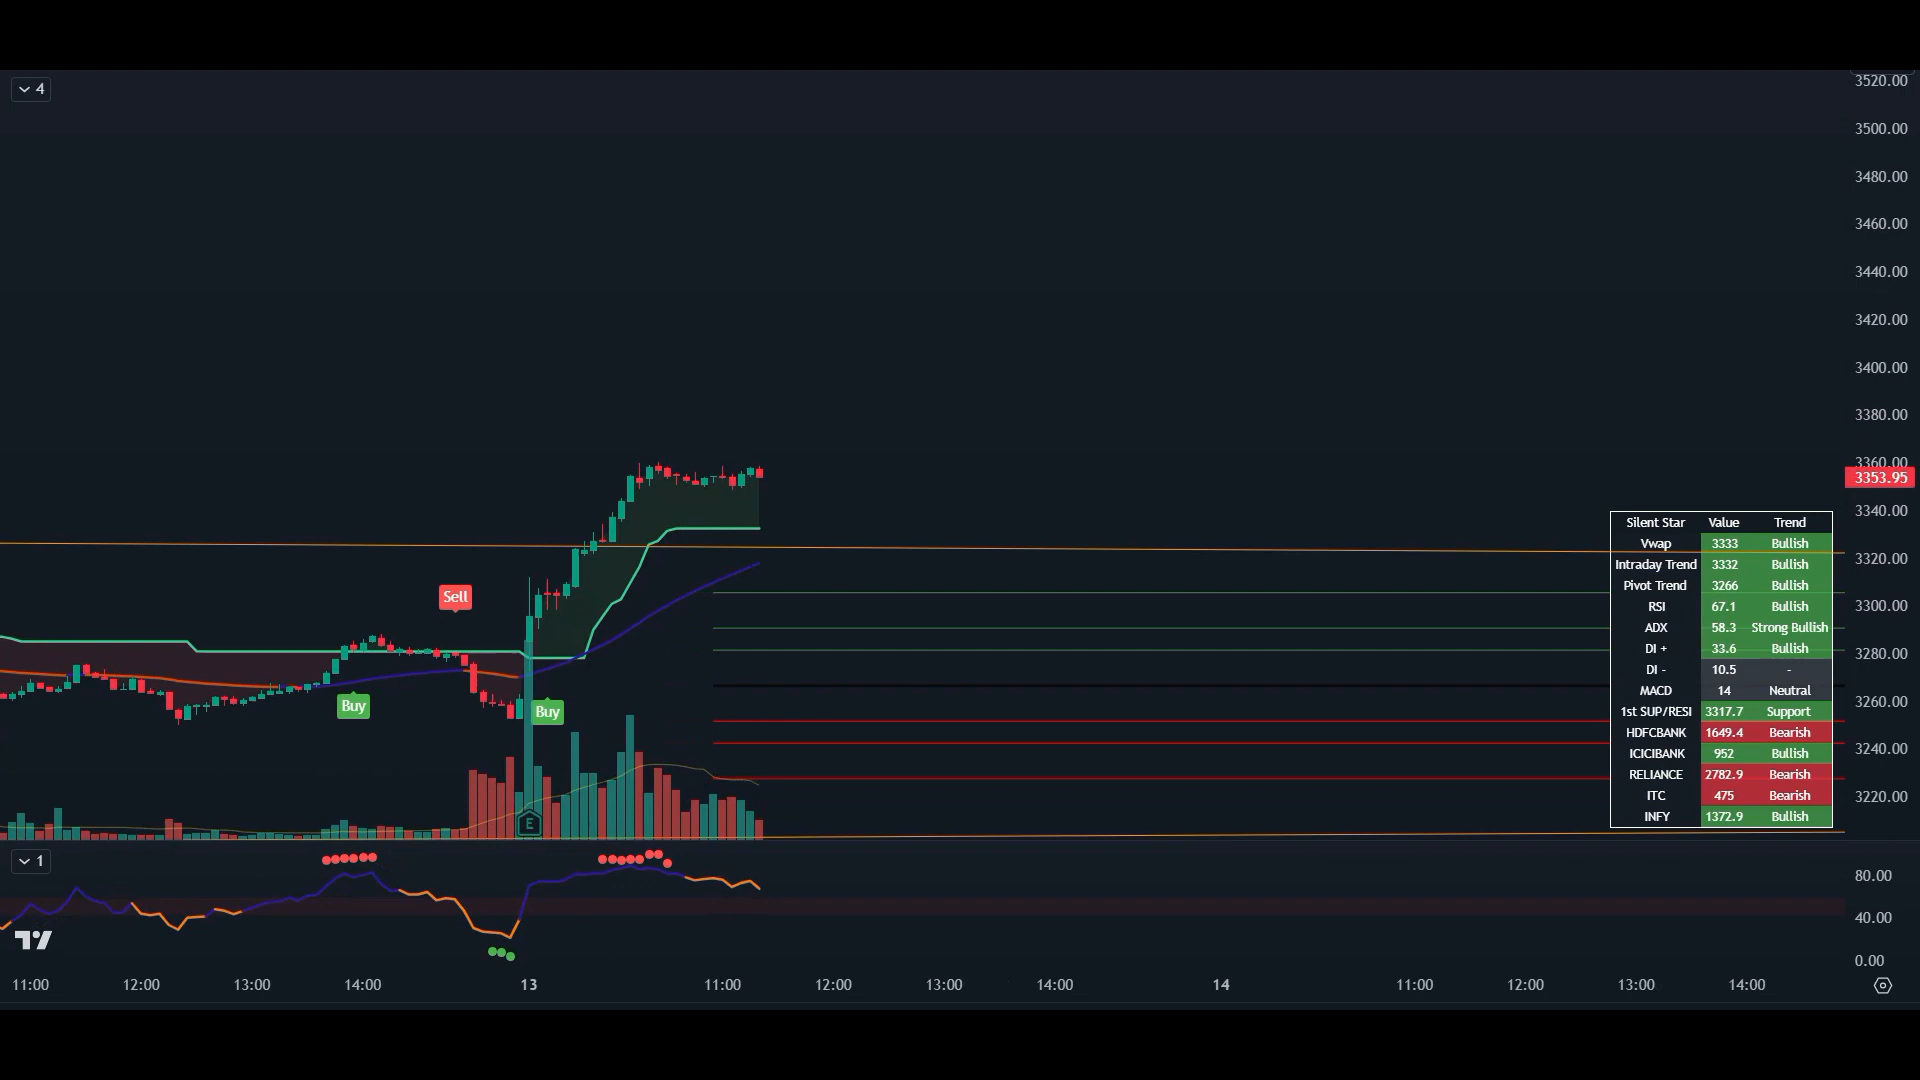 4
3520.00
3500.00
3480.00
3460.00
3440.00
3420.00
3400.00
3380.00
3360.00
3353.95
3340.00
3320.00
3300.00
3280.00
3260.00
3240.00
3220.00
Sell
Buy
Buy
E
Silent Star Value Trend
Vwap 3333 Bullish
Intraday Trend 3332 Bullish
Pivot Trend 3266 Bullish
RSI 67.1 Bullish
ADX 58.3 Strong Bullish
DI + 33.6 Bullish
DI - 10.5 -
MACD 14 Neutral
1st SUP/RESI 3317.7 Support
HDFCBANK 1649.4 Bearish
ICICIBANK 952 Bullish
RELIANCE 2782.9 Bearish
ITC 475 Bearish
INFY 1372.9 Bullish
1
80.00
40.00
0.00
11:00 12:00 13:00 14:00 13 11:00 12:00 13:00 14:00 14 11:00 12:00 13:00 14:00